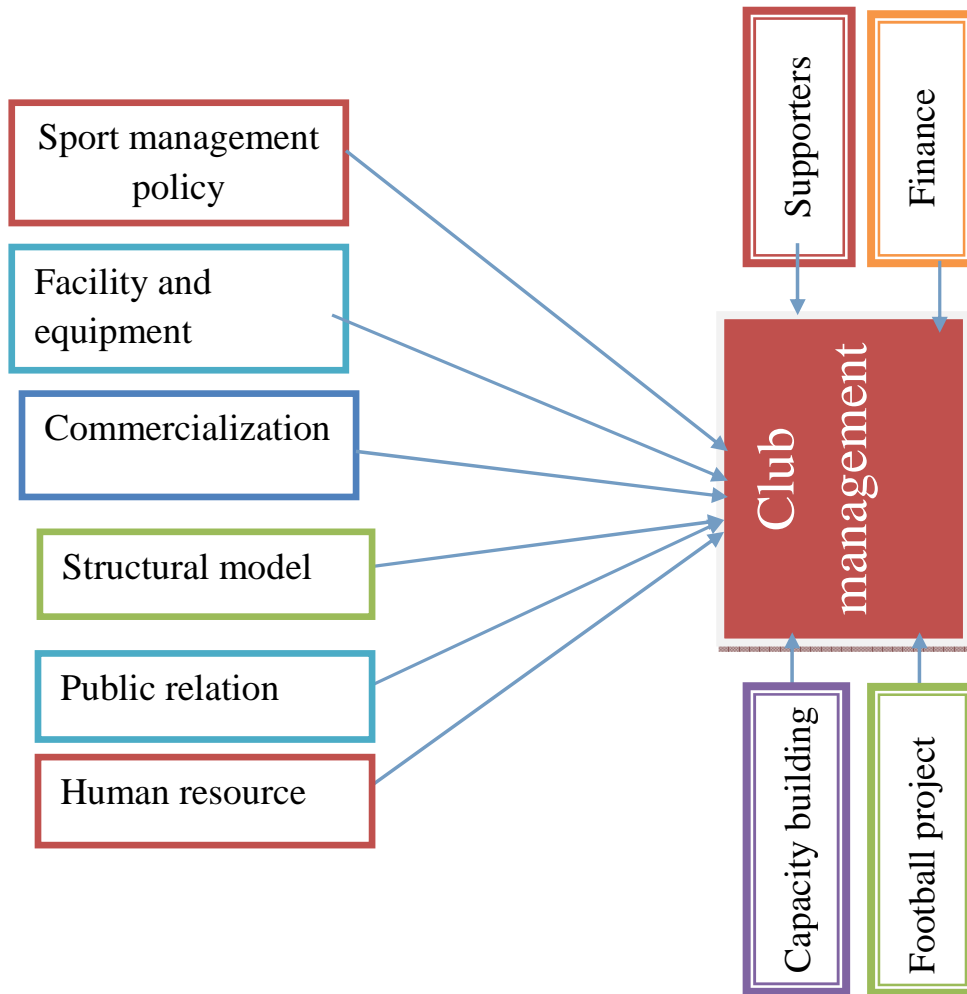 Sport management
policy
Facility and
equipment
Commercialization
Structural model
Public relation
Human resource
Supporters
Finance
Club
management
Capacity building
Football project